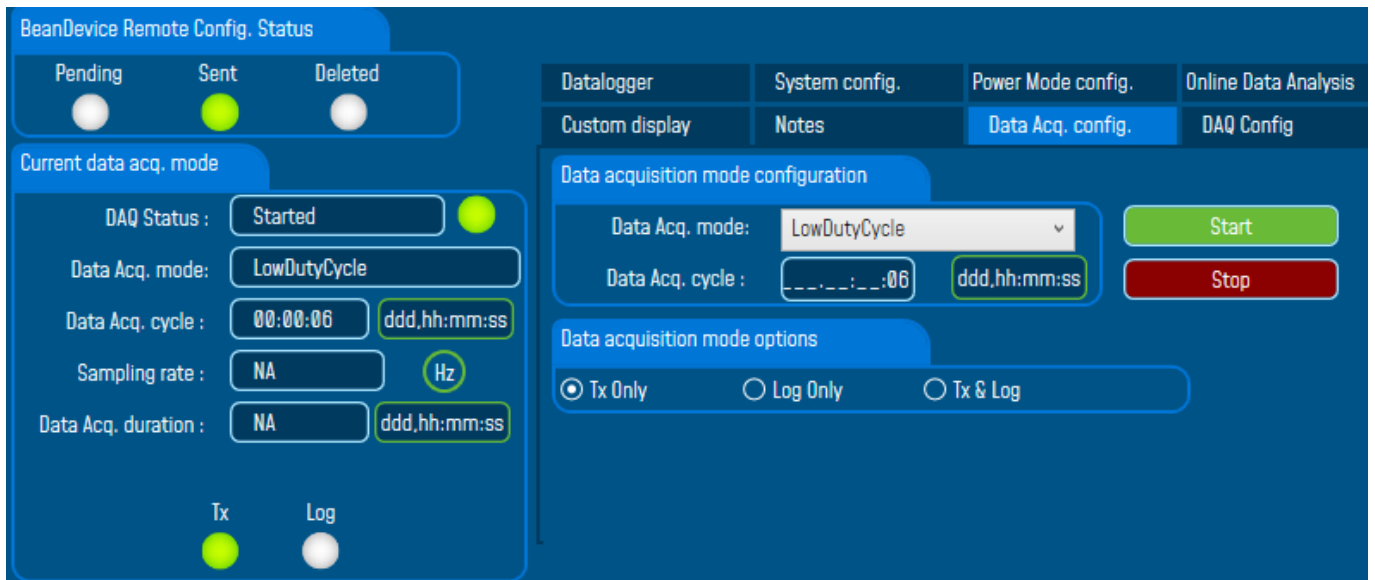 BeanDevice Remote Config. Status
Pending Sent Deleted
Current data acq. mode
DAQ Status : Started
Data Acq. mode: LowDutyCycle
Data Acq. cycle : 00:00:06 ddd,hh:mm:ss
Sampling rate : NA Hz
Data Acq. duration : NA ddd,hh:mm:ss
Tx Log
Datalogger System config. Power Mode config. Online Data Analysis
Custom display Notes Data Acq. config. DAQ Config
Data acquisition mode configuration
Data Acq. mode: LowDutyCycle Start
Data Acq. cycle : ___.__:__:06 ddd,hh:mm:ss Stop
Data acquisition mode options
Tx Only Log Only Tx & Log